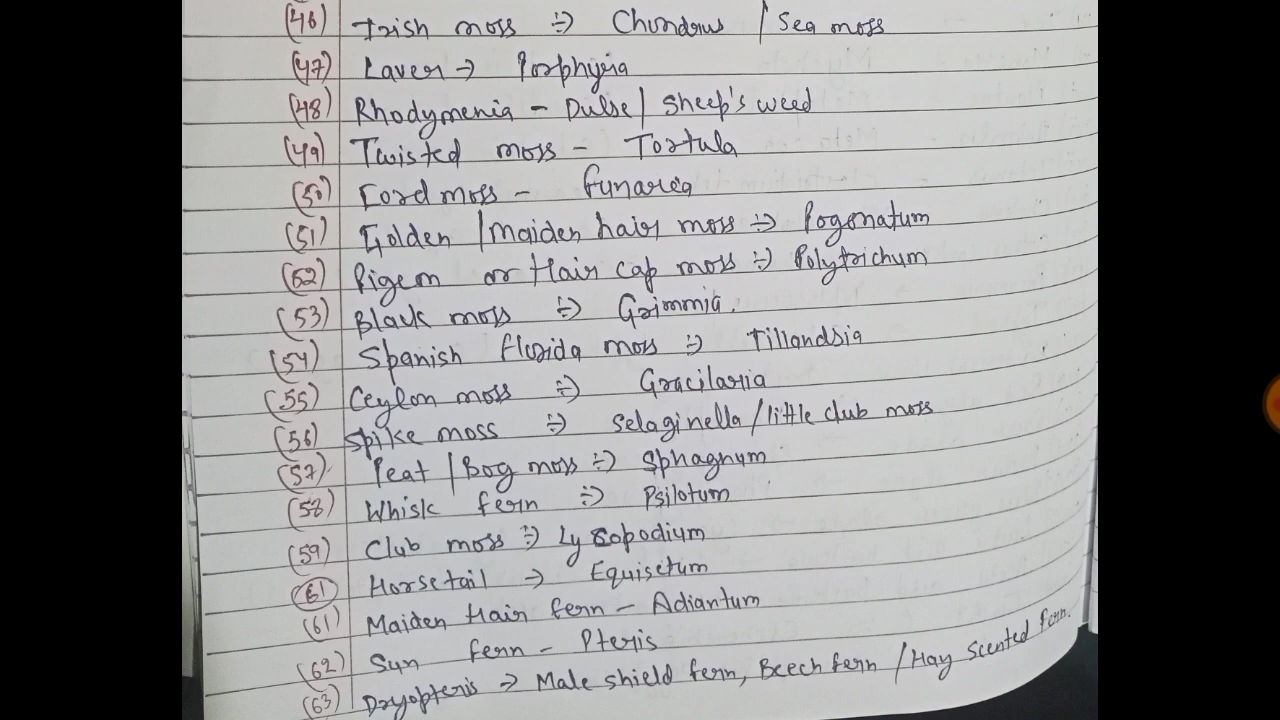 (46) Irish moss ÷) Chondrus / Sea moss
(47) Laver → Porphyria
(48) Rhodymenia - Dulse / Sheep's weed
(49) Twisted moss - Tortula
(50) Cord moss - funarea
(51) Golden / Maiden hair moss ÷) Pogonatum
(52) Pigeon or Hair cap moss ÷) Polytrichum
(53) Black moss ÷) Grimmia.
(54) Spanish florida moss ÷) Tillandsia
(55) Ceylon moss ÷) Gracilaria
(56) Spike moss ÷) Selaginella / little club moss
(57) Peat / Bog moss ÷) Sphagnum
(58) Whisk fern ÷) Psilotum
(59) Club moss ÷) Lycopodium
(61) Horsetail → Equisetum
(61) Maiden Hair fern - Adiantum
(62) Sun fern - Pteris
(63) Dryopteris → Male shield fern, Beech fern / Hay scented fern.